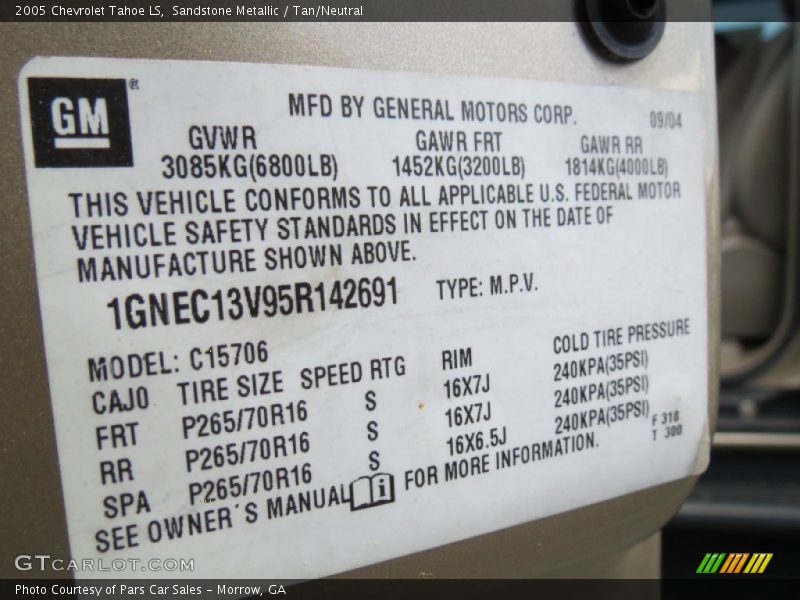 2005 Chevrolet Tahoe LS,  Sandstone Metallic / Tan/Neutral
GM®
MFD BY GENERAL MOTORS CORP.
09/04
GVWR GAWR FRT GAWR RR
3085KG(6800LB) 1452KG(3200LB) 1814KG(4000LB)
THIS VEHICLE CONFORMS TO ALL APPLICABLE U.S. FEDERAL MOTOR
VEHICLE SAFETY STANDARDS IN EFFECT ON THE DATE OF
MANUFACTURE SHOWN ABOVE.
1GNEC13V95R142691 TYPE: M.P.V.
MODEL: C15706
CAJ0 TIRE SIZE SPEED RTG RIM COLD TIRE PRESSURE
FRT P265/70R16 S 16X7J 240KPA(35PSI)
RR P265/70R16 S 16X7J 240KPA(35PSI)
SPA P265/70R16 S 16X6.5J 240KPA(35PSI)
F 318
T 300
SEE OWNER'S MANUAL i FOR MORE INFORMATION.
GTCARLOT.COM
Photo Courtesy of Pars Car Sales - Morrow, GA